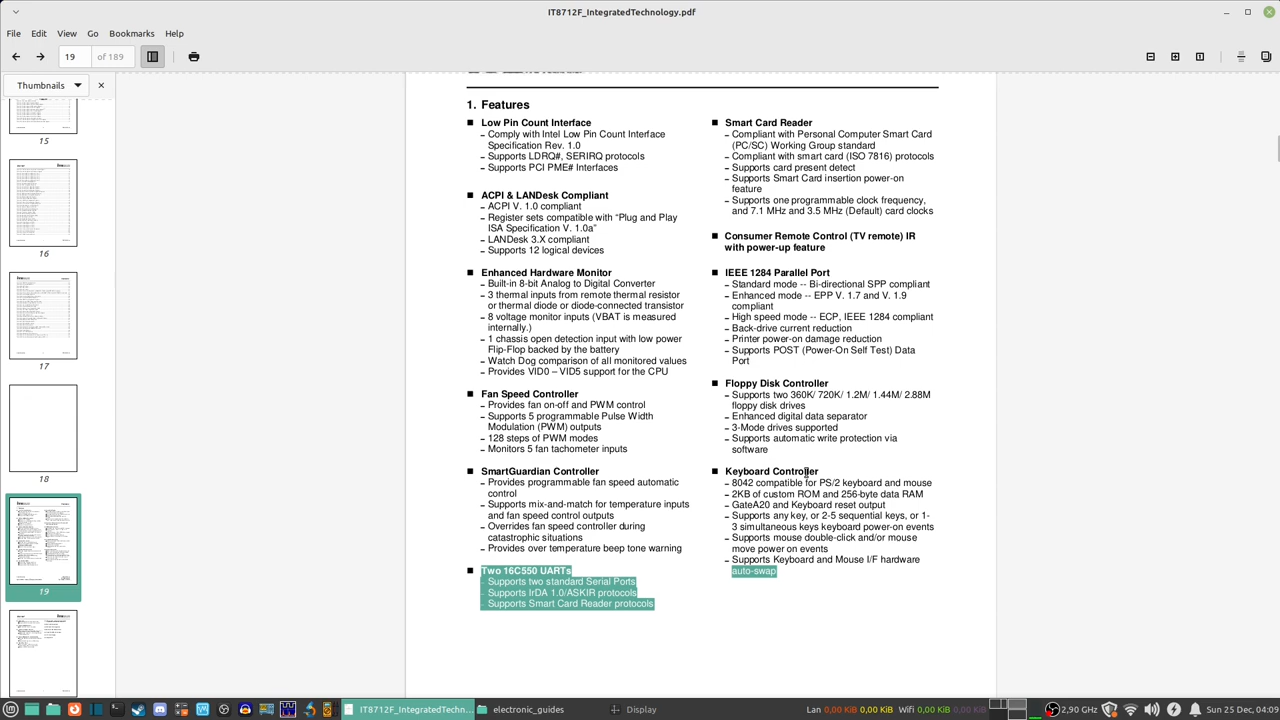 IT8712F_IntegratedTechnology.pdf
File Edit View Go Bookmarks Help
19 of 189
Thumbnails
15
16
17
18
19
1. Features
Low Pin Count Interface
– Comply with Intel Low Pin Count Interface
Specification Rev. 1.0
– Supports LDRQ#, SERIRQ protocols
– Supports PCI PME# Interfaces
ACPI & LANDesk Compliant
– ACPI V. 1.0 compliant
– Register sets compatible with “Plug and Play
ISA Specification V. 1.0a”
– LANDesk 3.X compliant
– Supports 12 logical devices
Enhanced Hardware Monitor
– Built-in 8-bit Analog to Digital Converter
– 3 thermal inputs from remote thermal resistor
or thermal diode or diode-connected transistor
– 8 voltage monitor inputs (VBAT is measured
internally.)
– 1 chassis open detection input with low power
Flip-Flop backed by the battery
– Watch Dog comparison of all monitored values
– Provides VID0 – VID5 support for the CPU
Fan Speed Controller
– Provides fan on-off and PWM control
– Supports 5 programmable Pulse Width
Modulation (PWM) outputs
– 128 steps of PWM modes
– Monitors 5 fan tachometer inputs
SmartGuardian Controller
– Provides programmable fan speed automatic
control
– Supports mix-and-match for temperature inputs
and fan speed control outputs
– Overrides fan speed controller during
catastrophic situations
– Provides over temperature beep tone warning
Two 16C550 UARTs
– Supports two standard Serial Ports
– Supports IrDA 1.0/ASKIR protocols
– Supports Smart Card Reader protocols
Smart Card Reader
– Compliant with Personal Computer Smart Card
(PC/SC) Working Group standard
– Compliant with smart card (ISO 7816) protocols
– Supports card present detect
– Supports Smart Card insertion power-on
feature
– Supports one programmable clock frequency,
and 7.1 MHz and 3.5 MHz (Default) card clocks
Consumer Remote Control (TV remote) IR
with power-up feature
IEEE 1284 Parallel Port
– Standard mode -- Bi-directional SPP compliant
– Enhanced mode -- EPP V. 1.7 and V. 1.9
compliant
– High speed mode -- ECP, IEEE 1284 compliant
– Back-drive current reduction
– Printer power-on damage reduction
– Supports POST (Power-On Self Test) Data
Port
Floppy Disk Controller
– Supports two 360K/ 720K/ 1.2M/ 1.44M/ 2.88M
floppy disk drives
– Enhanced digital data separator
– 3-Mode drives supported
– Supports automatic write protection via
software
Keyboard Controller
– 8042 compatible for PS/2 keyboard and mouse
– 2KB of custom ROM and 256-byte data RAM
– GateA20 and Keyboard reset output
– Supports any key, or 2-5 sequential keys, or 1-
3 simultaneous keys keyboard power-on events
– Supports mouse double-click and/or mouse
move power on events
– Supports Keyboard and Mouse I/F hardware
auto-swap
IT8712F_IntegratedTechn... electronic_guides Display Lan 0,00 KiB 0,00 KiB Wifi 0,00 KiB 0,00 KiB 2,90 GHz Sun 25 Dec, 04:09